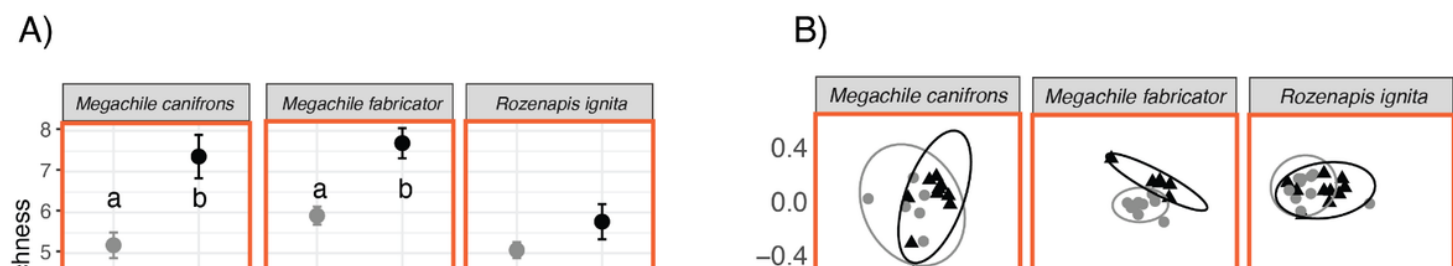 A)
B)
Megachile canifrons
Megachile fabricator
Rozenapis ignita
8
7
6
5
a
b
a
b
Megachile canifrons
Megachile fabricator
Rozenapis ignita
0.4
0.0
−0.4